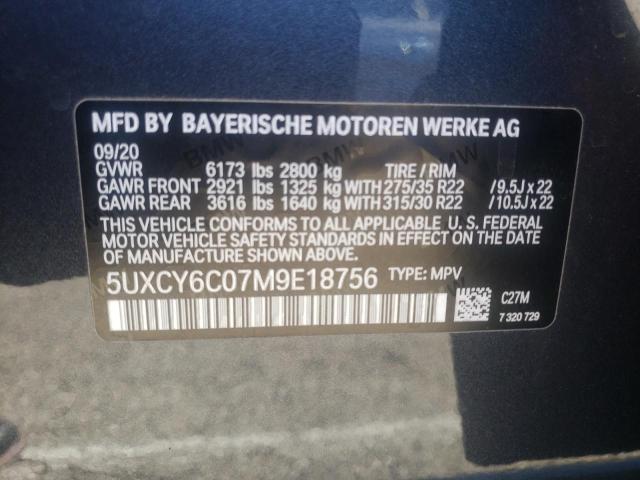 MFD BY BAYERISCHE MOTOREN WERKE AG
09/20
GVWR 6173 lbs 2800 kg TIRE / RIM
GAWR FRONT 2921 lbs 1325 kg WITH 275/35 R22 / 9.5J x 22
GAWR REAR 3616 lbs 1640 kg WITH 315/30 R22 / 10.5J x 22
THIS VEHICLE CONFORMS TO ALL APPLICABLE U. S. FEDERAL
MOTOR VEHICLE SAFETY STANDARDS IN EFFECT ON THE DATE OF
MANUFACTURE SHOWN ABOVE.
5UXCY6C07M9E18756 TYPE: MPV
C27M
7 320 729